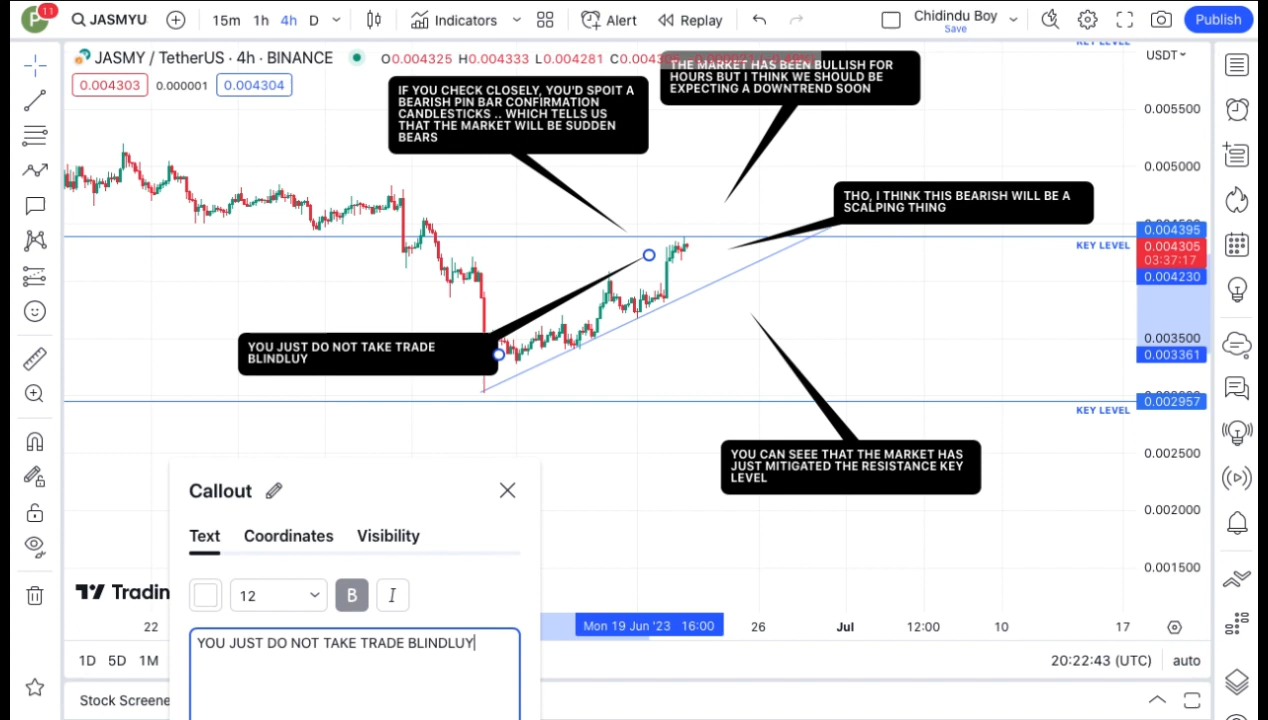 P 11 JASMYU 15m 1h 4h D Indicators Alert Replay Chidindu Boy Save Publish
JASMY / TetherUS · 4h · BINANCE O0.004325 H0.004333 L0.004281
0.004303 0.000001 0.004304
USDT
KEY LEVEL
THE MARKET HAS BEEN BULLISH FOR
HOURS BUT I THINK WE SHOULD BE
EXPECTING A DOWNTREND SOON
IF YOU CHECK CLOSELY, YOU'D SPOIT A
BEARISH PIN BAR CONFIRMATION
CANDLESTICKS .. WHICH TELLS US
THAT THE MARKET WILL BE SUDDEN
BEARS
0.005500
0.005000
THO, I THINK THIS BEARISH WILL BE A
SCALPING THING
0.004500
0.004395
KEY LEVEL
0.004305
03:37:17
0.004230
YOU JUST DO NOT TAKE TRADE
BLINDLUY
0.003500
0.003361
0.002957
KEY LEVEL
YOU CAN SEEE THAT THE MARKET HAS
JUST MITIGATED THE RESISTANCE KEY
LEVEL
0.002500
0.002000
0.001500
Callout
Text Coordinates Visibility
12 B I
YOU JUST DO NOT TAKE TRADE BLINDLUY
Tradin
22 Mon 19 Jun '23 16:00 26 Jul 12:00 10 17
1D 5D 1M 20:22:43 (UTC) auto
Stock Screene